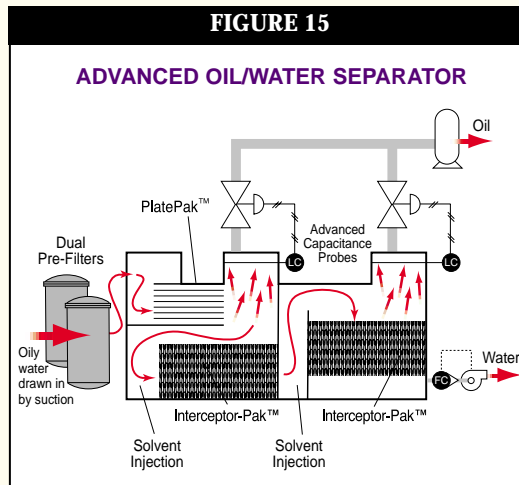 FIGURE 15
ADVANCED OIL/WATER SEPARATOR
Oil
PlatePak™
Dual
Pre-Filters
Advanced
Capacitance
Probes
LC
LC
Oily
water
drawn in
by suction
Water
FC
Interceptor-Pak™
Interceptor-Pak™
Solvent
Injection
Solvent
Injection